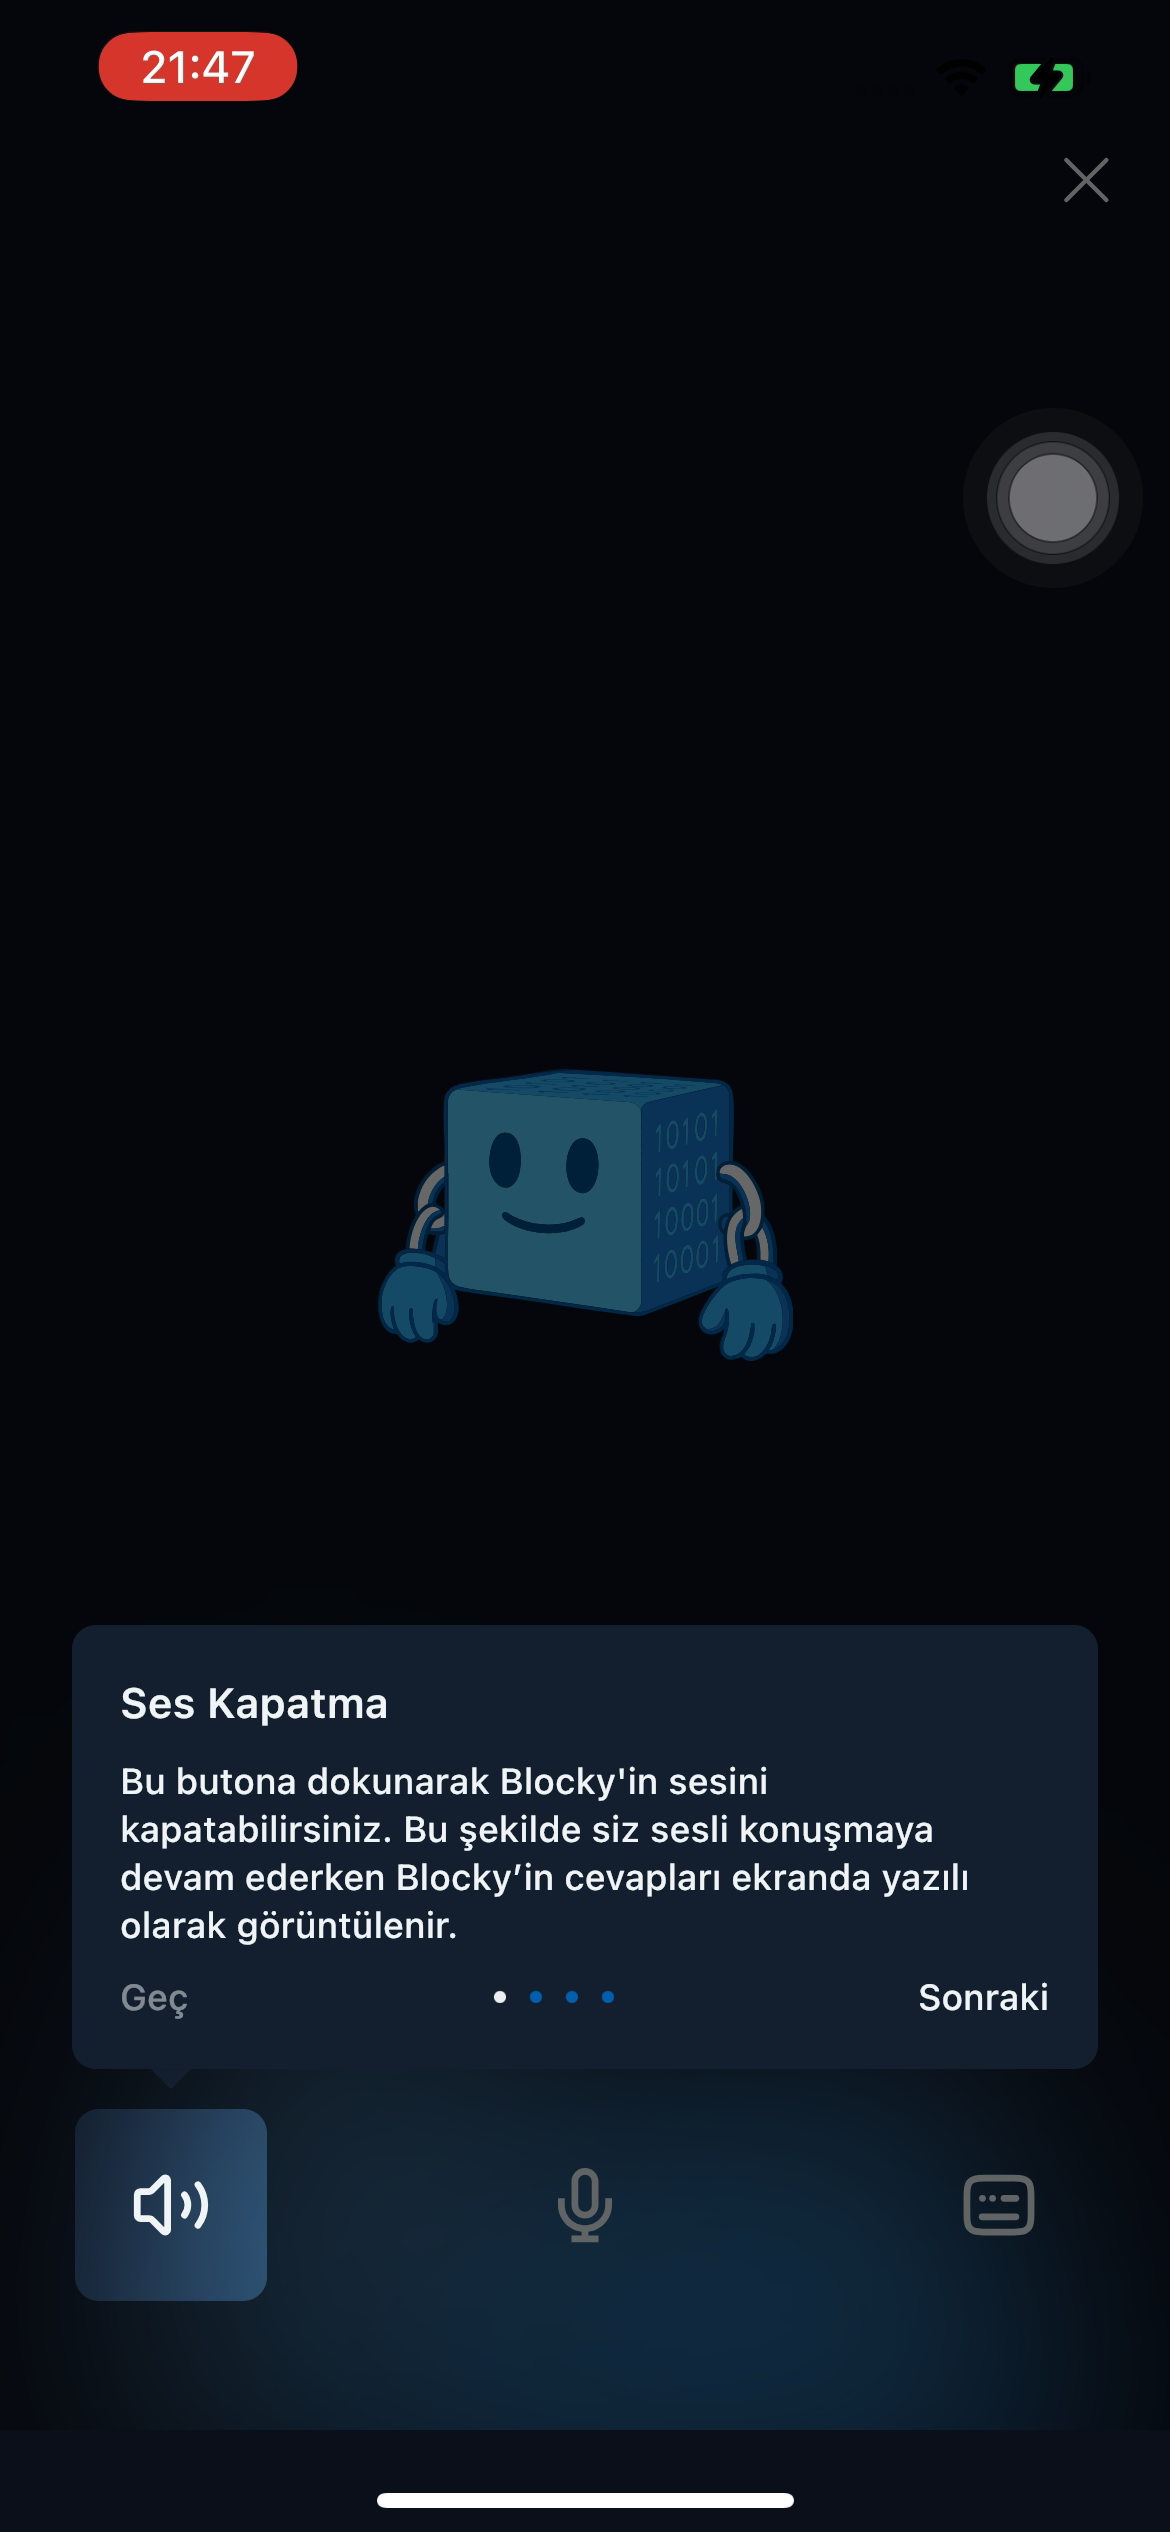 21:47
10101
10101
10001
10001
Ses Kapatma
Bu butona dokunarak Blocky'in sesini
kapatabilirsiniz. Bu şekilde siz sesli konuşmaya
devam ederken Blocky’in cevapları ekranda yazılı
olarak görüntülenir.
Geç
Sonraki